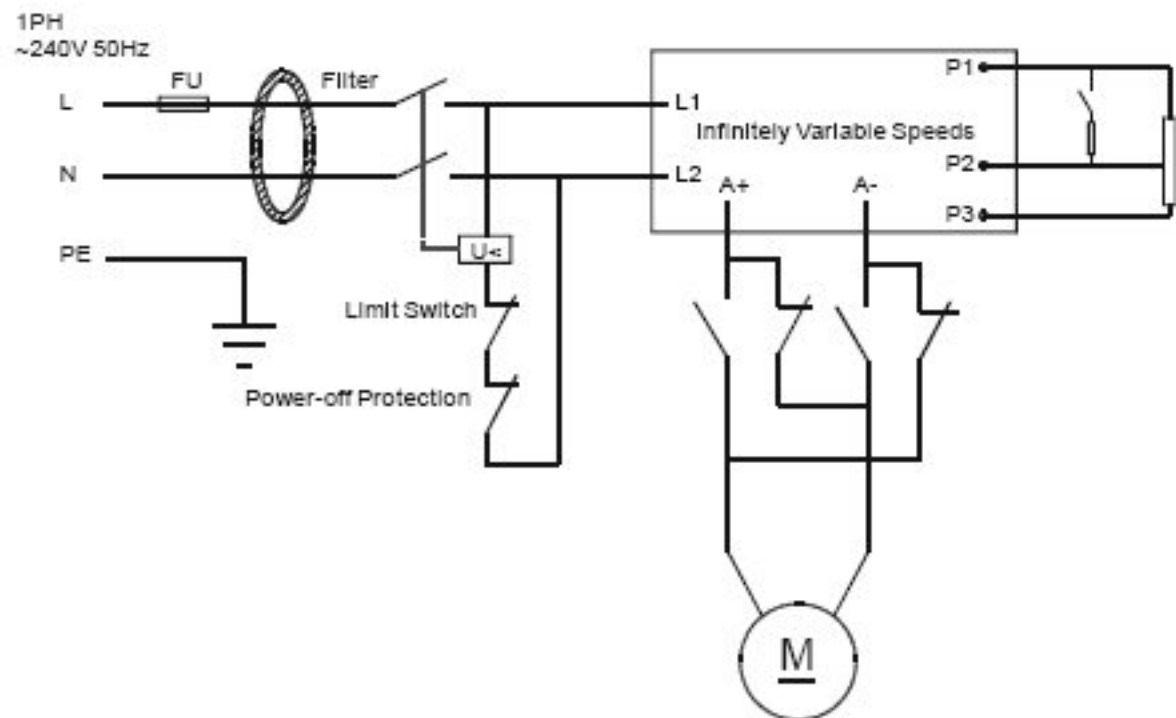 1PH
~240V 50Hz
FU
Filter
L
L1
P1
Infinitely Variable Speeds
N
L2
P2
A+
A-
P3
PE
U<
Limit Switch
Power-off Protection
M